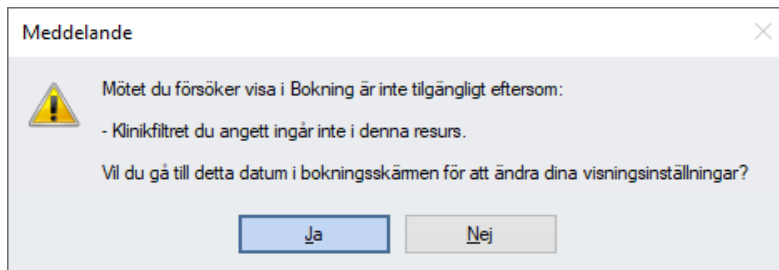 Meddelande
Mötet du försöker visa i Bokning är inte tillgängligt eftersom:
- Klinikfiltret du angett ingår inte i denna resurs.
Vil du gå till detta datum i bokningsskärmen för att ändra dina visningsinställningar?
Ja
Nej